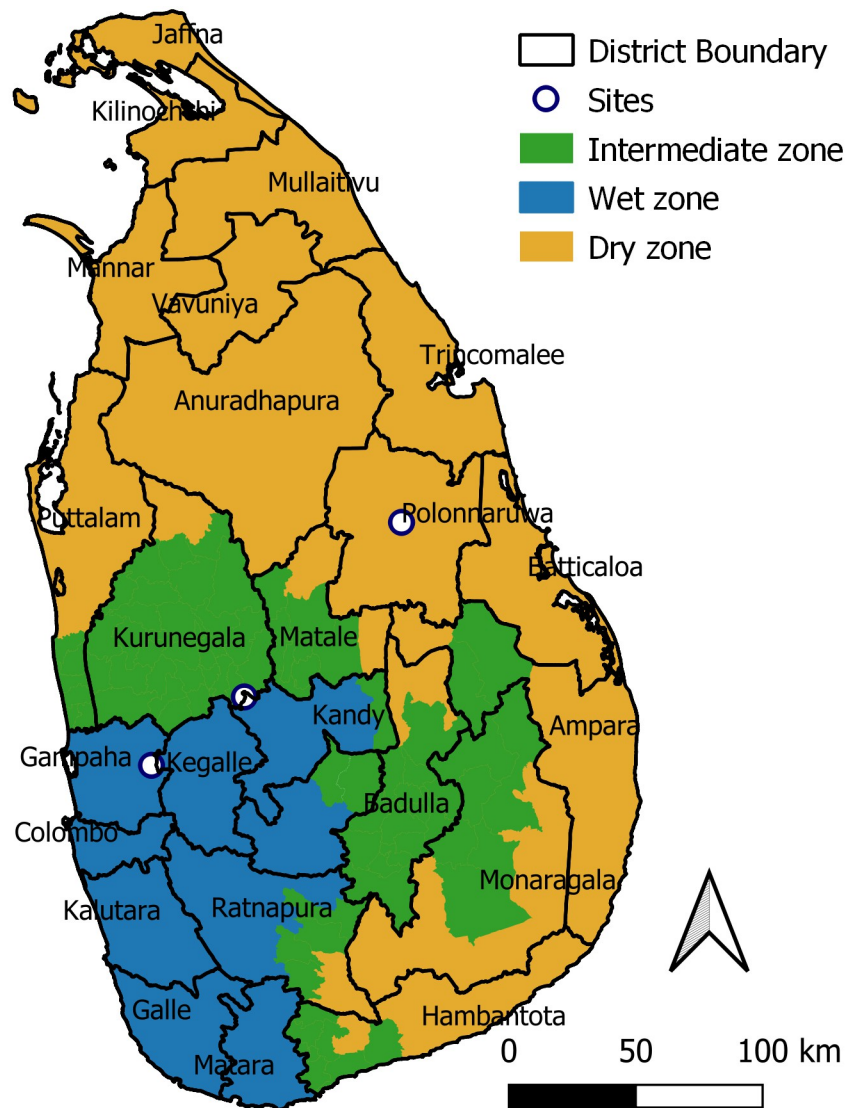 Jaffna
District Boundary
Sites
Kilinochchi
Intermediate zone
Mullaitivu
Wet zone
Dry zone
Mannar
Vavuniya
Trincomalee
Anuradhapura
Puttalam
Polonnaruwa
Batticaloa
Kurunegala
Matale
Kandy
Ampara
Gampaha
Kegalle
Badulla
Colombo
Monaragala
Kalutara
Ratnapura
Galle
Hambantota
Matara
0 50 100 km